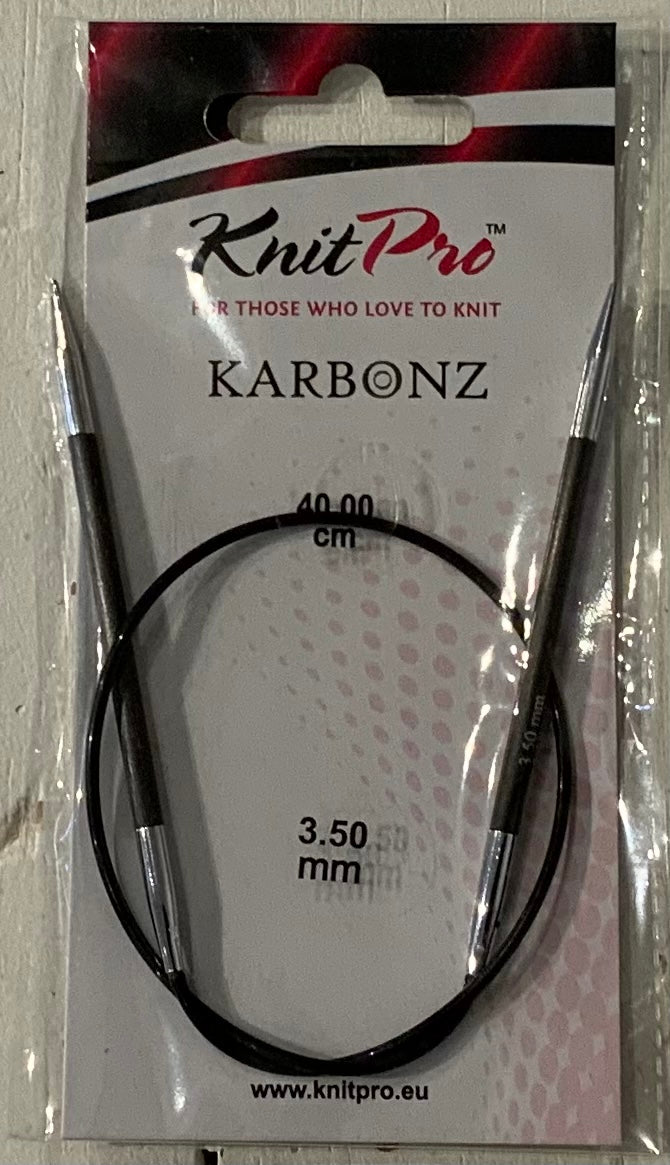 KnitPro™
FOR THOSE WHO LOVE TO KNIT
KARBONZ
40.00
cm
3.50 mm
3.50
mm
www.knitpro.eu